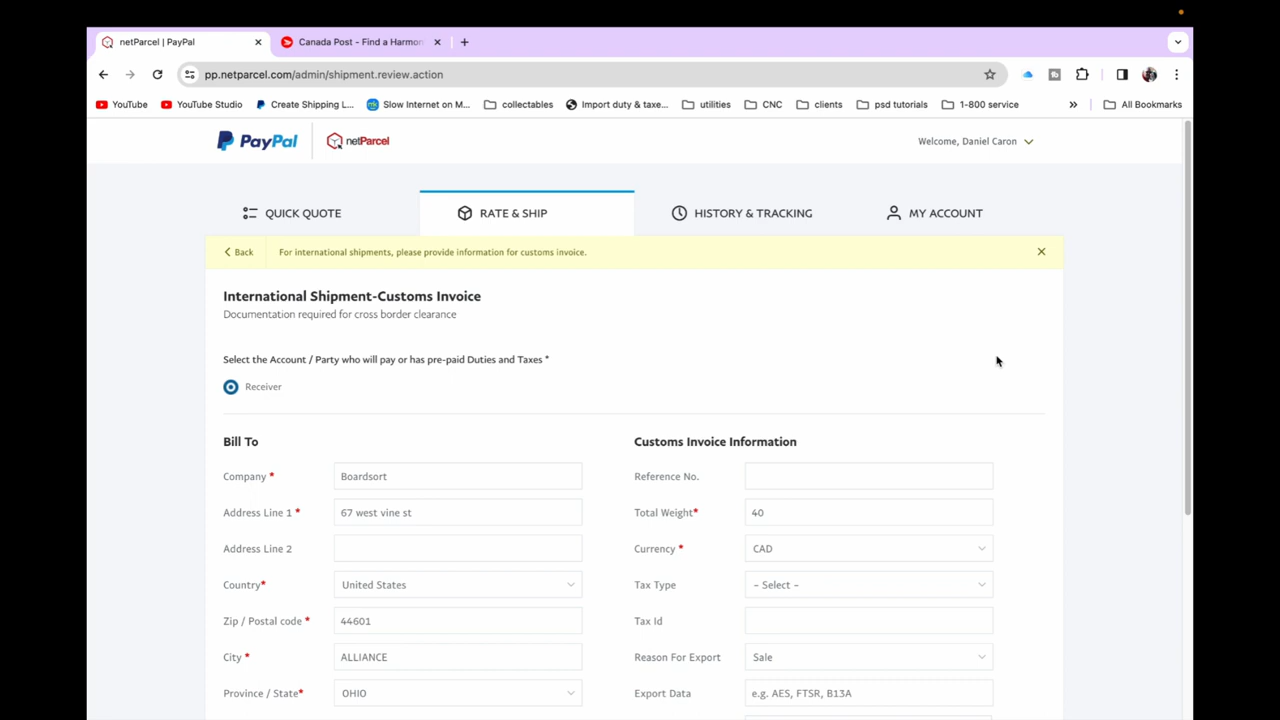 netParcel | PayPal
Canada Post - Find a Harmon
pp.netparcel.com/admin/shipment.review.action
YouTube
YouTube Studio
Create Shipping L...
Slow Internet on M...
collectables
Import duty & taxe...
utilities
CNC
clients
psd tutorials
1-800 service
»
All Bookmarks
PayPal
netParcel
Welcome, Daniel Caron
QUICK QUOTE
RATE & SHIP
HISTORY & TRACKING
MY ACCOUNT
Back
For international shipments, please provide information for customs invoice.
International Shipment-Customs Invoice
Documentation required for cross border clearance
Select the Account / Party who will pay or has pre-paid Duties and Taxes *
Receiver
Bill To
Company *
Boardsort
Address Line 1 *
67 west vine st
Address Line 2
Country*
United States
Zip / Postal code *
44601
City *
ALLIANCE
Province / State*
OHIO
Customs Invoice Information
Reference No.
Total Weight*
40
Currency *
CAD
Tax Type
– Select –
Tax Id
Reason For Export
Sale
Export Data
e.g. AES, FTSR, B13A